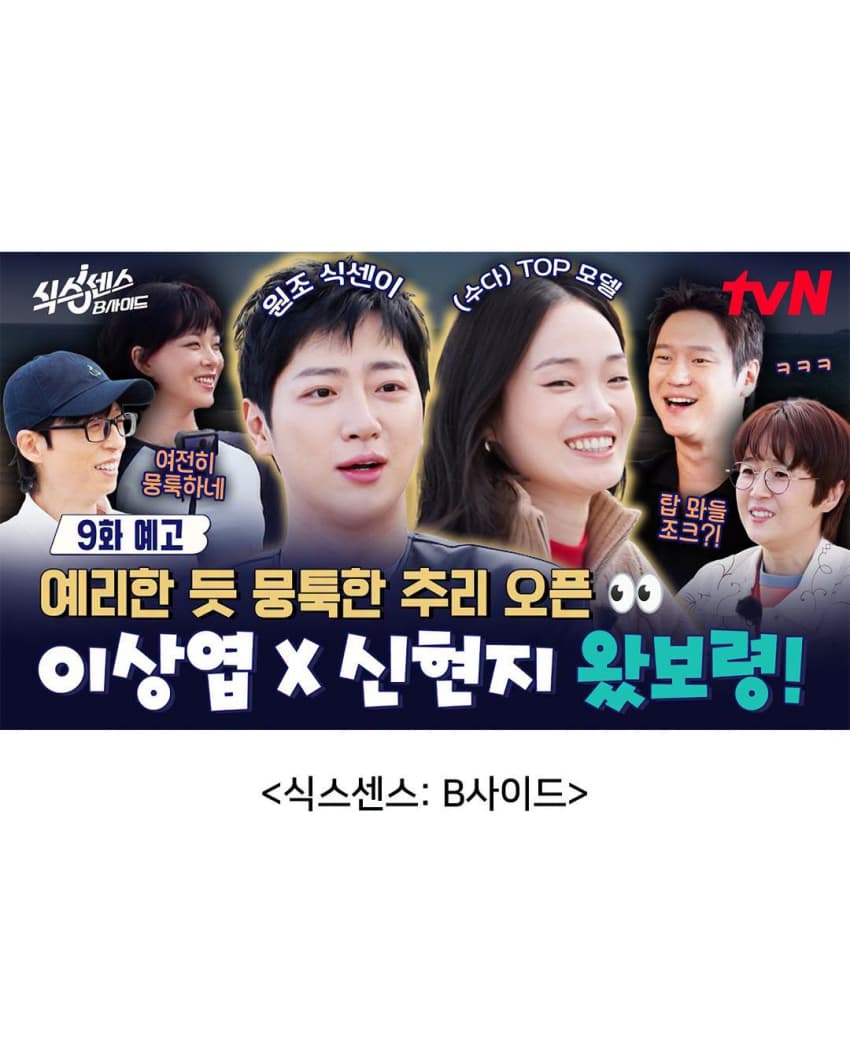 식싱센스
B사이드
원조 식센이
(수다) TOP 모델
tvN
ㅋㅋㅋ
여전히
뭉툭하네
탑 와들
조크?!
9화 예고
예리한 듯 뭉툭한 추리 오픈
이상엽 X 신현지 왔보령!
<식스센스: B사이드>